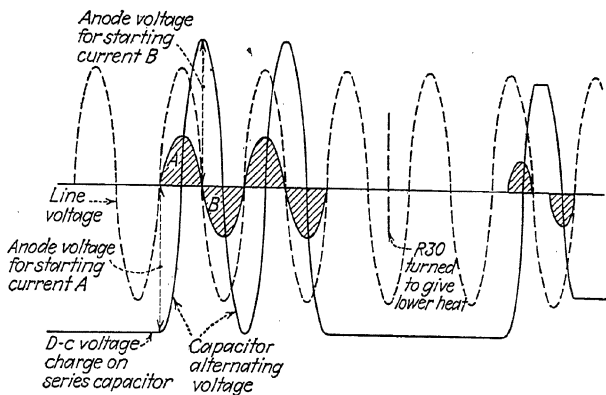 Anode voltage
for starting
current B
A
B
Line
voltage
Anode voltage
for starting
current A
R30
turned
to give
lower heat
D-c voltage
charge on
series capacitor
Capacitor
alternating
voltage